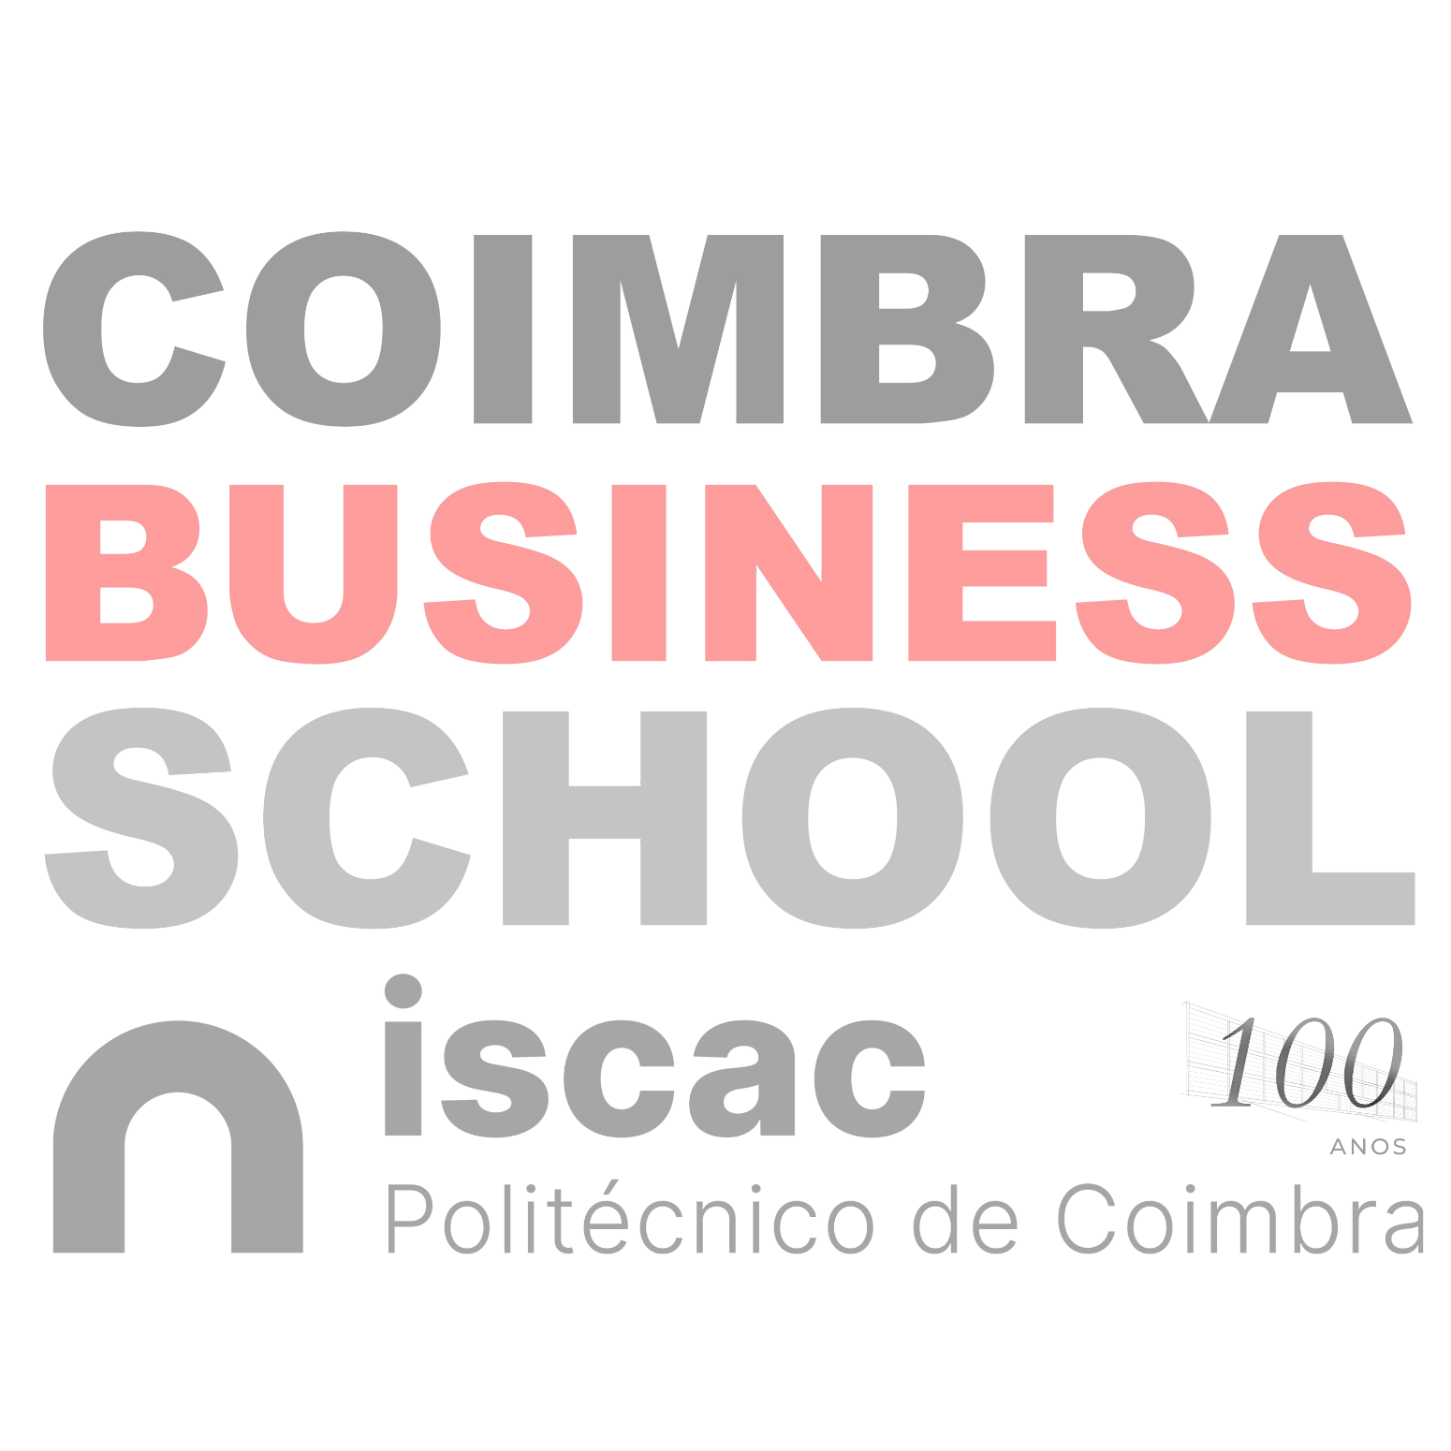 COIMBRA
BUSINESS
SCHOOL
iscac
100
ANOS
Politécnico de Coimbra